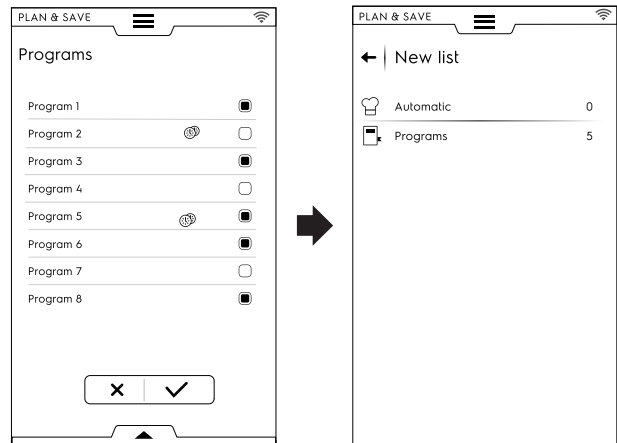 PLAN & SAVE
Programs
Program 1
Program 2
Program 3
Program 4
Program 5
Program 6
Program 7
Program 8
PLAN & SAVE
New list
Automatic 0
Programs 5